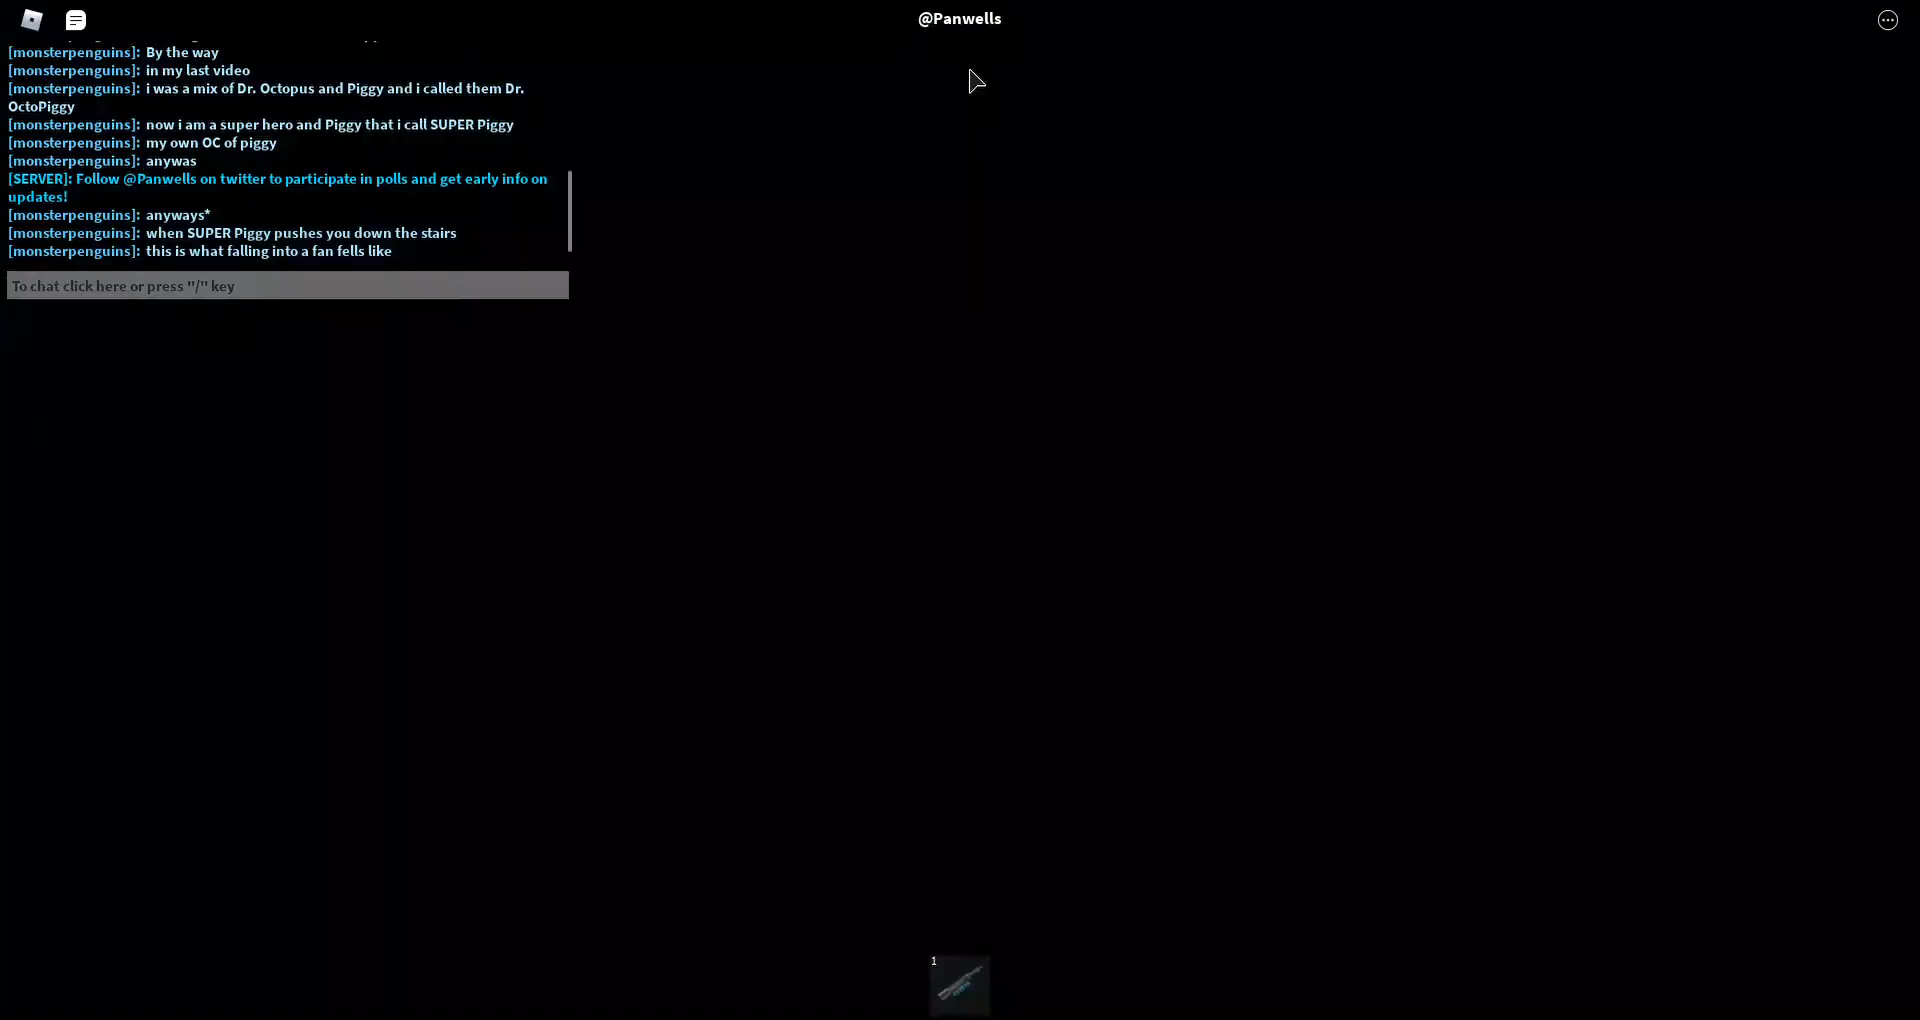 @Panwells
[monsterpenguins]: By the way
[monsterpenguins]: in my last video
[monsterpenguins]: i was a mix of Dr. Octopus and Piggy and i called them Dr.
OctoPiggy
[monsterpenguins]: now i am a super hero and Piggy that i call SUPER Piggy
[monsterpenguins]: my own OC of piggy
[monsterpenguins]: anywas
[SERVER]: Follow @Panwells on twitter to participate in polls and get early info on
updates!
[monsterpenguins]: anyways*
[monsterpenguins]: when SUPER Piggy pushes you down the stairs
[monsterpenguins]: this is what falling into a fan fells like
To chat click here or press "/" key
1